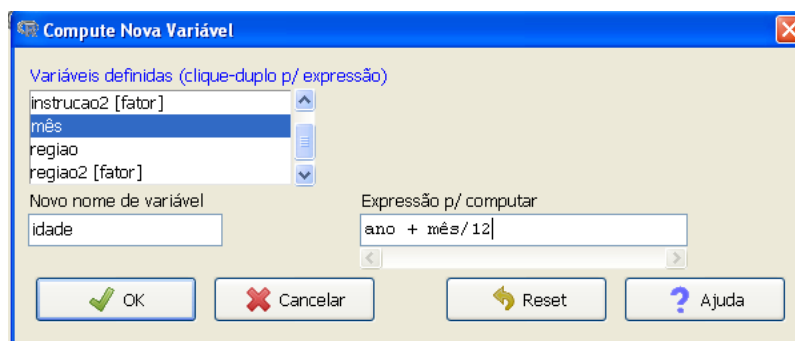 Compute Nova Variável
Variáveis definidas (clique-duplo p/ expressão)
instrucao2 [fator]
mês
regiao
regiao2 [fator]
Novo nome de variável
Expressão p/ computar
idade
ano + mês/12
OK
Cancelar
Reset
Ajuda